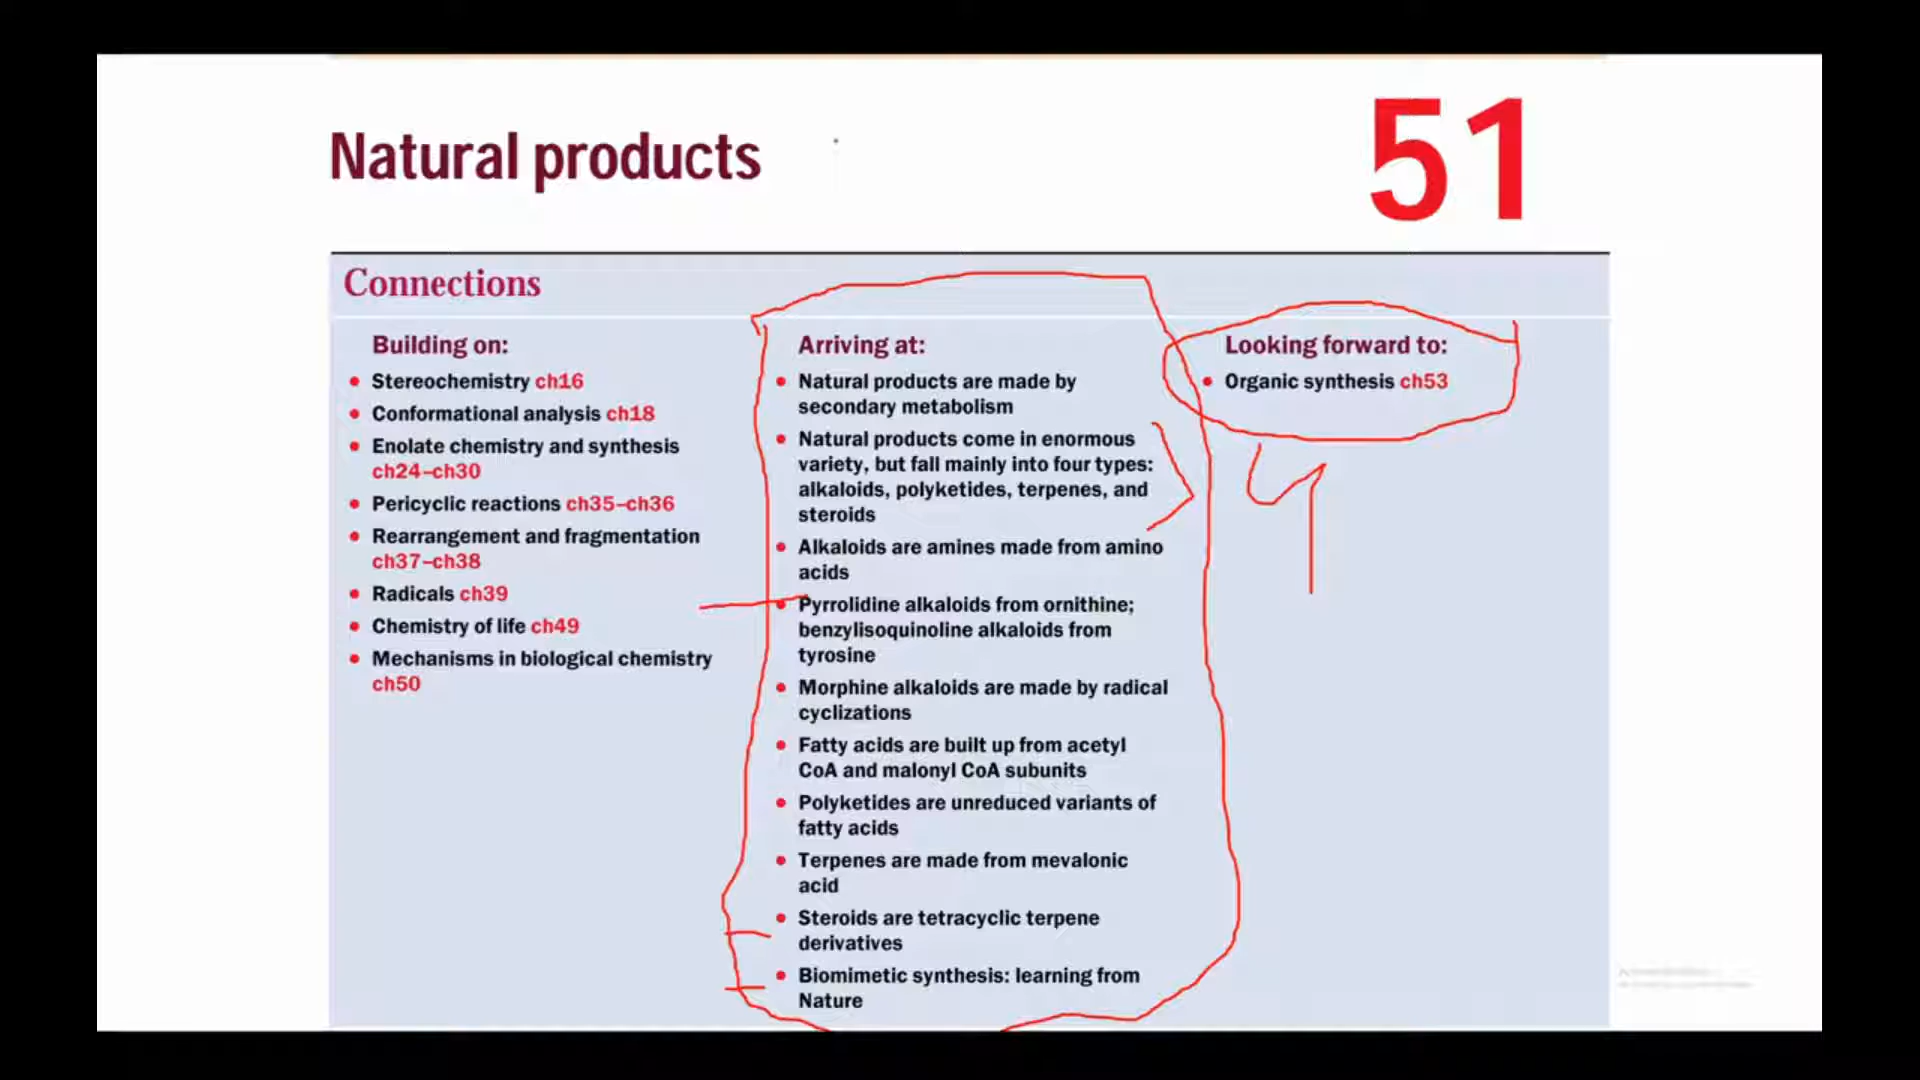 Natural products
51
Connections
Building on:
• Stereochemistry ch16
• Conformational analysis ch18
• Enolate chemistry and synthesis
ch24–ch30
• Pericyclic reactions ch35–ch36
• Rearrangement and fragmentation
ch37–ch38
• Radicals ch39
• Chemistry of life ch49
• Mechanisms in biological chemistry
ch50
Arriving at:
• Natural products are made by
secondary metabolism
• Natural products come in enormous
variety, but fall mainly into four types:
alkaloids, polyketides, terpenes, and
steroids
• Alkaloids are amines made from amino
acids
• Pyrrolidine alkaloids from ornithine;
benzylisoquinoline alkaloids from
tyrosine
• Morphine alkaloids are made by radical
cyclizations
• Fatty acids are built up from acetyl
CoA and malonyl CoA subunits
• Polyketides are unreduced variants of
fatty acids
• Terpenes are made from mevalonic
acid
• Steroids are tetracyclic terpene
derivatives
• Biomimetic synthesis: learning from
Nature
Looking forward to:
• Organic synthesis ch53